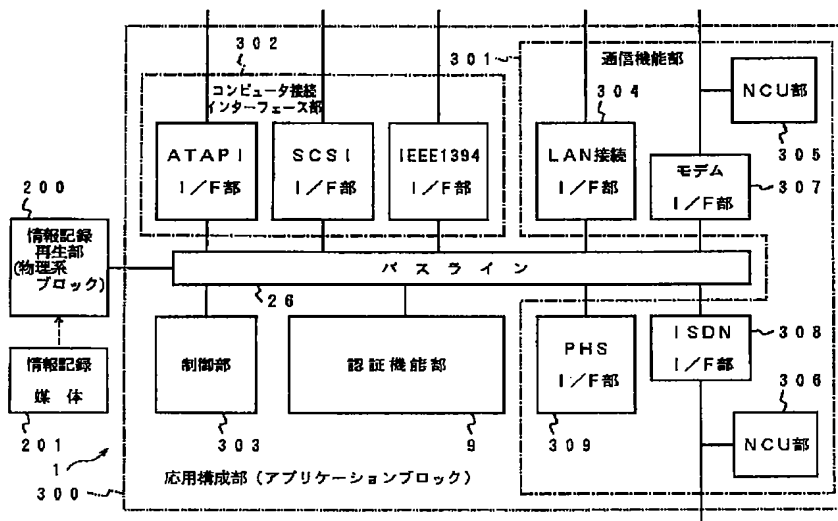 302
301
通信機能部
コンピュータ接続
インターフェース部
304
NCU部
305
ATAPI
I/F部
SCSI
I/F部
IEEE1394
I/F部
LAN接続
I/F部
モデム
I/F部
307
200
情報記録
再生部
(物理系
ブロック)
バスライン
26
情報記録
媒体
201
1
制御部
303
認証機能部
9
PHS
I/F部
309
ISDN
I/F部
308
306
NCU部
300
応用構成部(アプリケーションブロック)